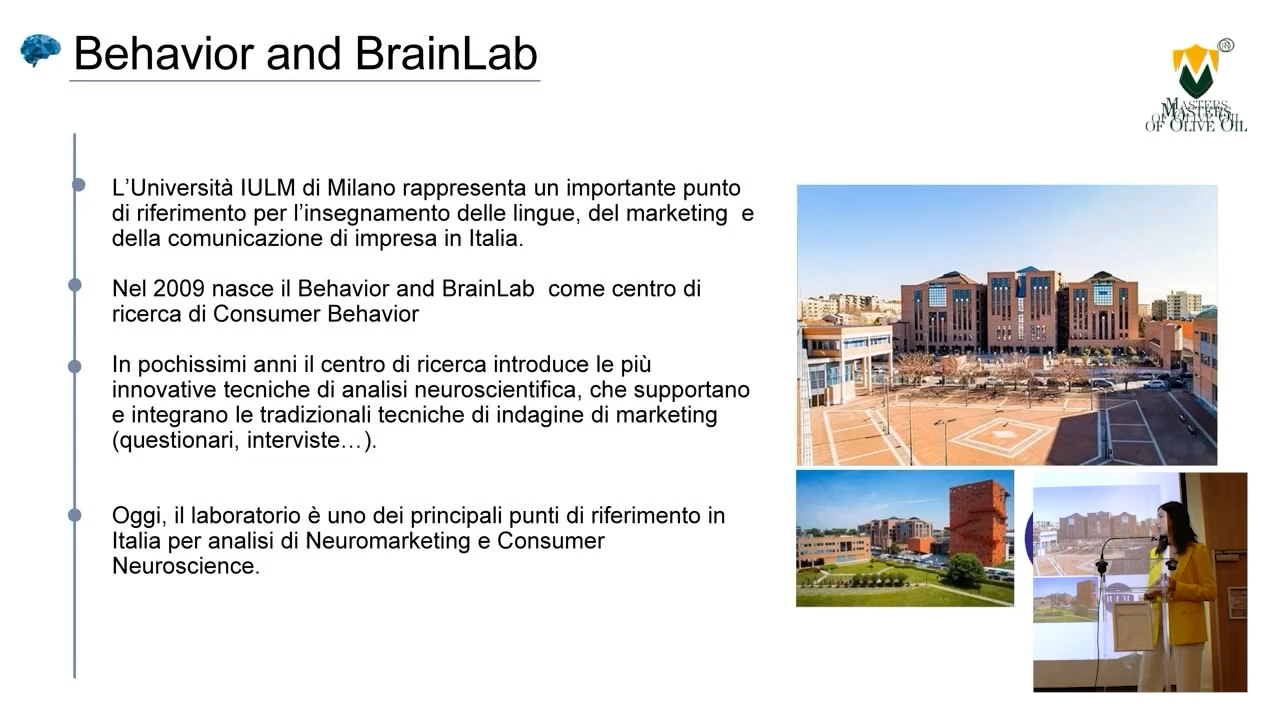 Behavior and BrainLab
®
MASTERS
OF OLIVE OIL
MASTERS
OF OLIVE OIL
L’Università IULM di Milano rappresenta un importante punto
di riferimento per l’insegnamento delle lingue, del marketing e
della comunicazione di impresa in Italia.
Nel 2009 nasce il Behavior and BrainLab come centro di
ricerca di Consumer Behavior
In pochissimi anni il centro di ricerca introduce le più
innovative tecniche di analisi neuroscientifica, che supportano
e integrano le tradizionali tecniche di indagine di marketing
(questionari, interviste…).
Oggi, il laboratorio è uno dei principali punti di riferimento in
Italia per analisi di Neuromarketing e Consumer
Neuroscience.